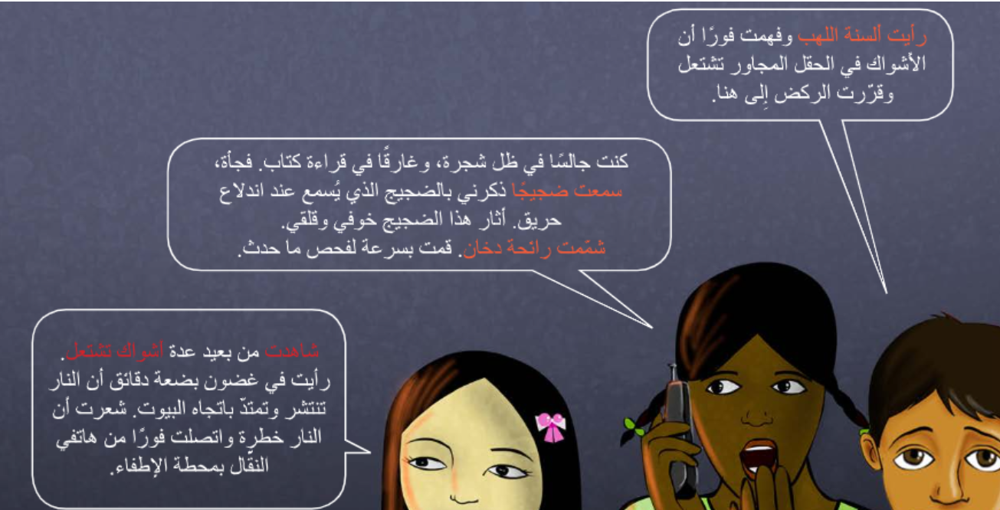 رأيت ألسنة اللهب وفهمت فورًا أن
الأشواك في الحقل المجاور تشتعل
وقرّرت الركض إلى هنا.
كنت جالسًا في ظل شجرة، وغارقًا في قراءة كتاب. فجأة،
سمعت ضجيجًا ذكرني بالضجيج الذي يُسمع عند اندلاع
حريق. أثار هذا الضجيج خوفي وقلقي.
شمّمت رائحة دخان. قمت بسرعة لفحص ما حدث.
شاهدت من بعيد عدة أشواك تشتعل.
رأيت في غضون بضعة دقائق أن النار
تنتشر وتمتدّ باتجاه البيوت. شعرت أن
النار خطرة واتصلت فورًا من هاتفي
النقّال بمحطة الإطفاء.